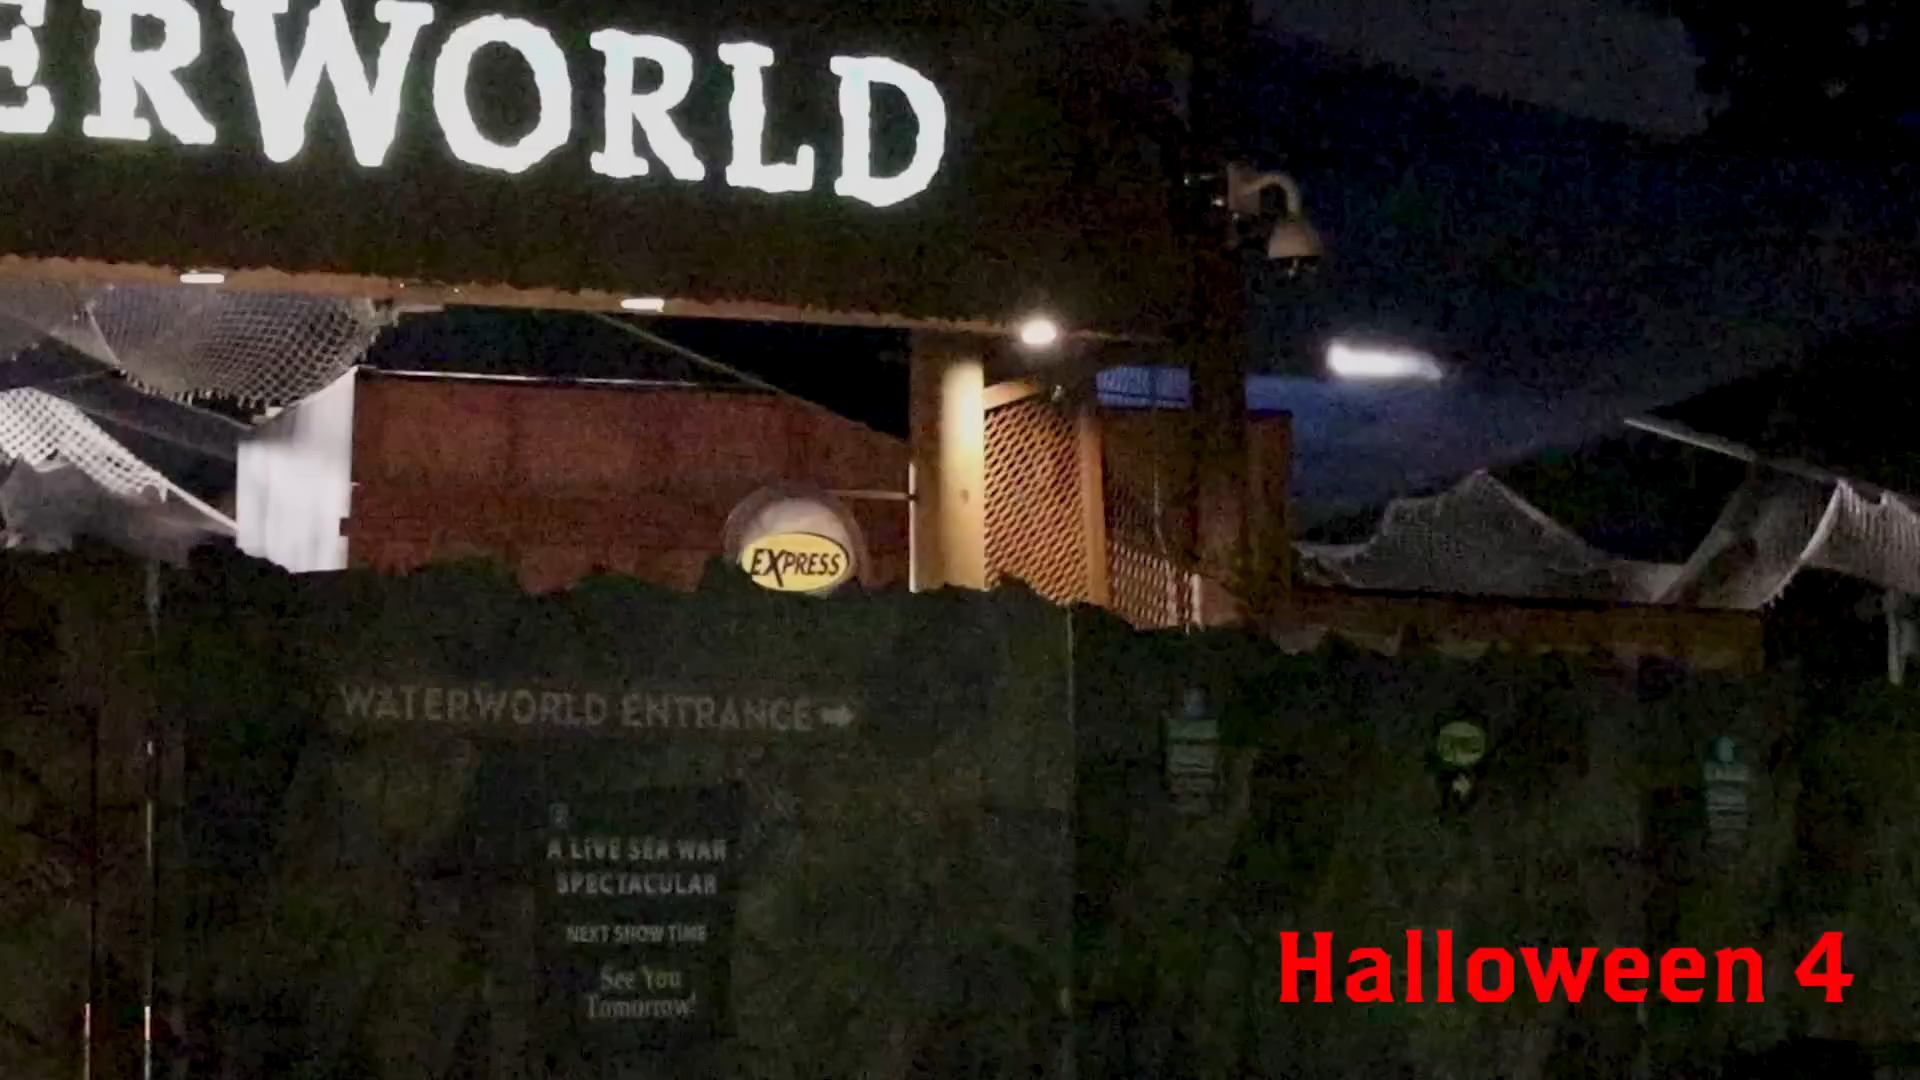 ERWORLD
EXPRESS
WATERWORLD ENTRANCE →
A LIVE SEA WAR
SPECTACULAR
NEXT SHOW TIME
See You
Tomorrow!
Halloween 4